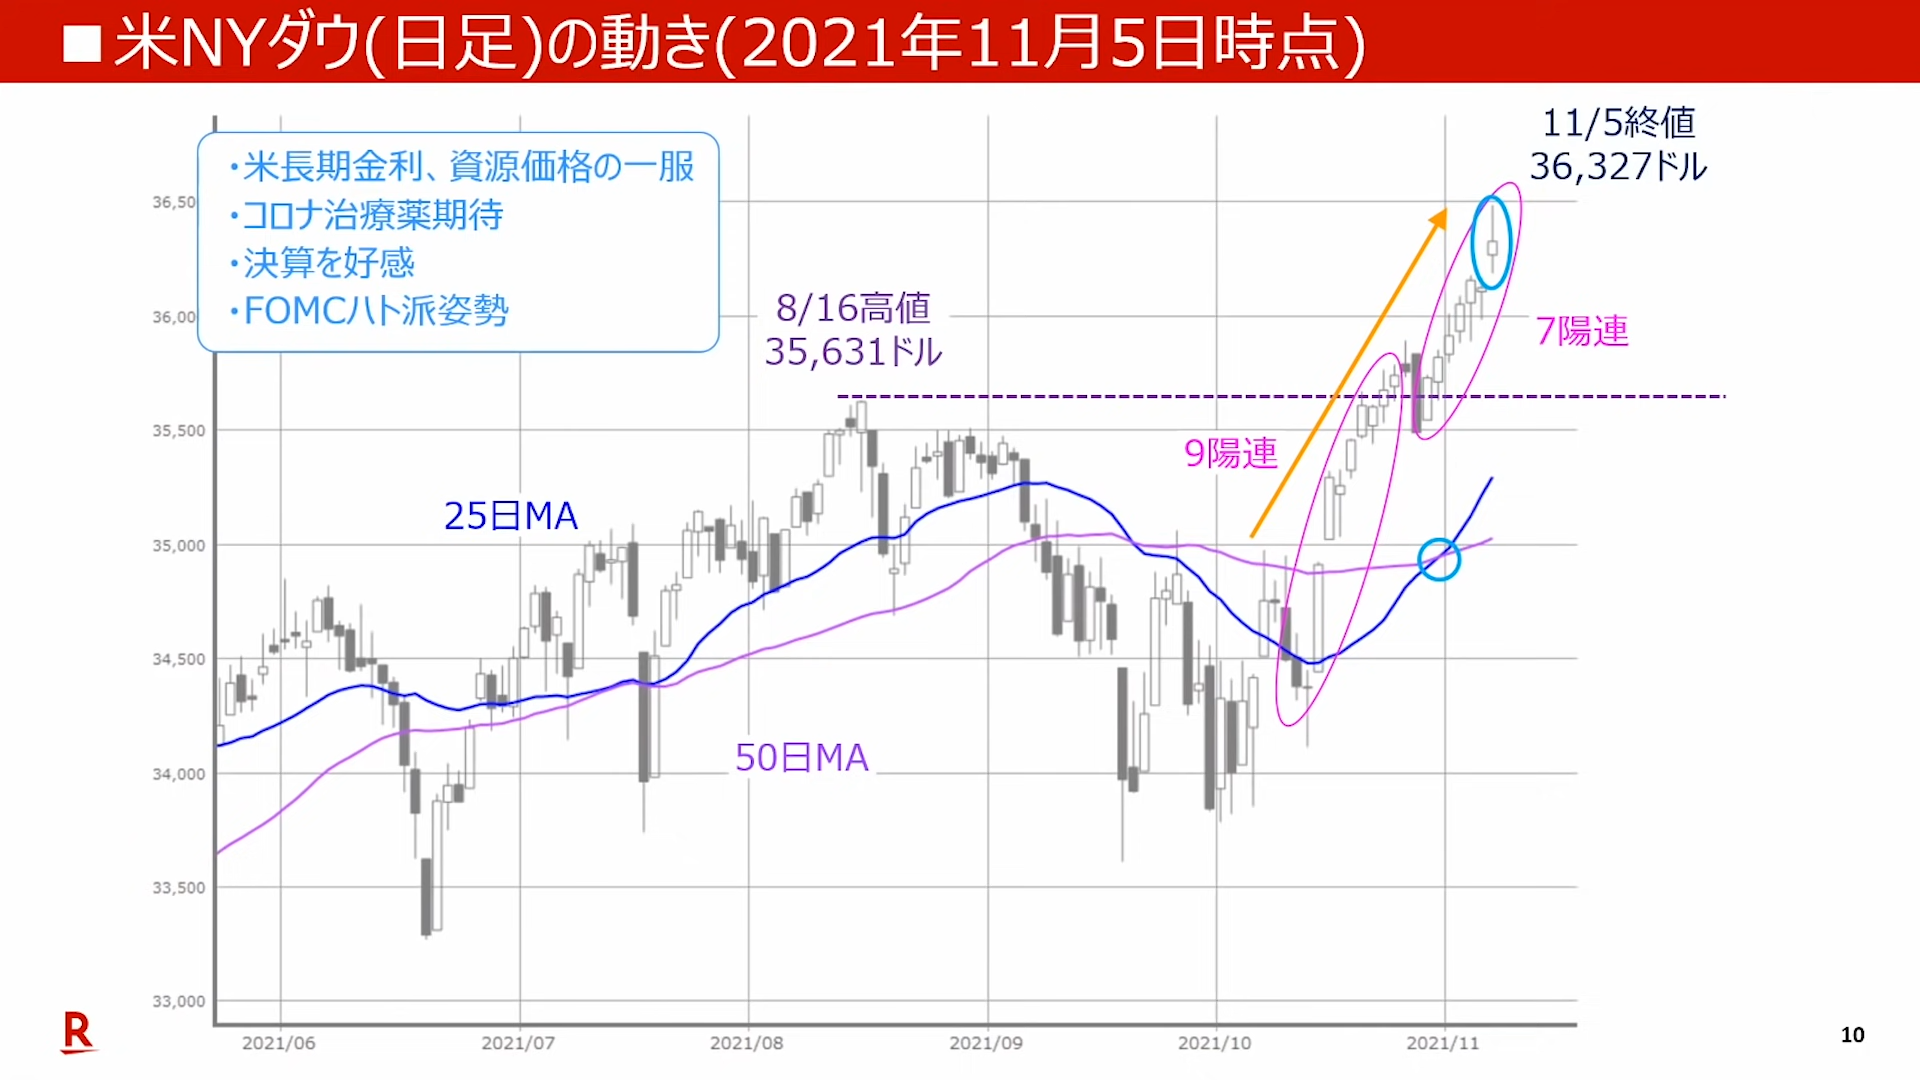 ■米NYダウ(日足)の動き(2021年11月5日時点)
・米長期金利、資源価格の一服
・コロナ治療薬期待
・決算を好感
・FOMCハト派姿勢
11/5終値
36,327ドル
8/16高値
35,631ドル
7陽連
9陽連
25日MA
50日MA
36,50
36,00
35,500
35,000
34,500
34,000
33,500
33,000
2021/06
2021/07
2021/08
2021/09
2021/10
2021/11
R
10